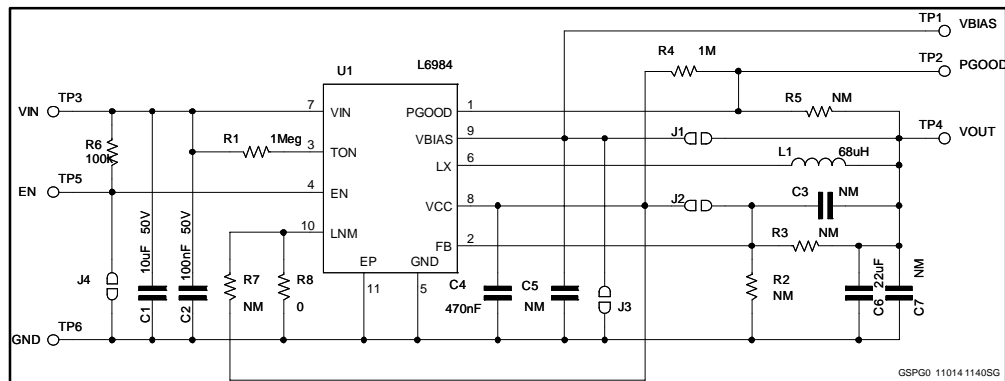 TP1 VBIAS
R4 1M
TP2 PGOOD
U1 L6984
VIN TP3
7 VIN
PGOOD 1
R5 NM
R6 100k
R1 1Meg
3 TON
VBIAS 9
J1
TP4 VOUT
LX 6
L1 68uH
EN TP5
4 EN
VCC 8
J2
C3 NM
10 LNM
FB 2
R3 NM
EP GND
11 5
J4
C1 10uF 50V
C2 100nF 50V
R7 NM
R8 0
C4 470nF
C5 NM
J3
R2 NM
C6 22uF
C7 NM
GND TP6
GSPG0 11014 1140SG